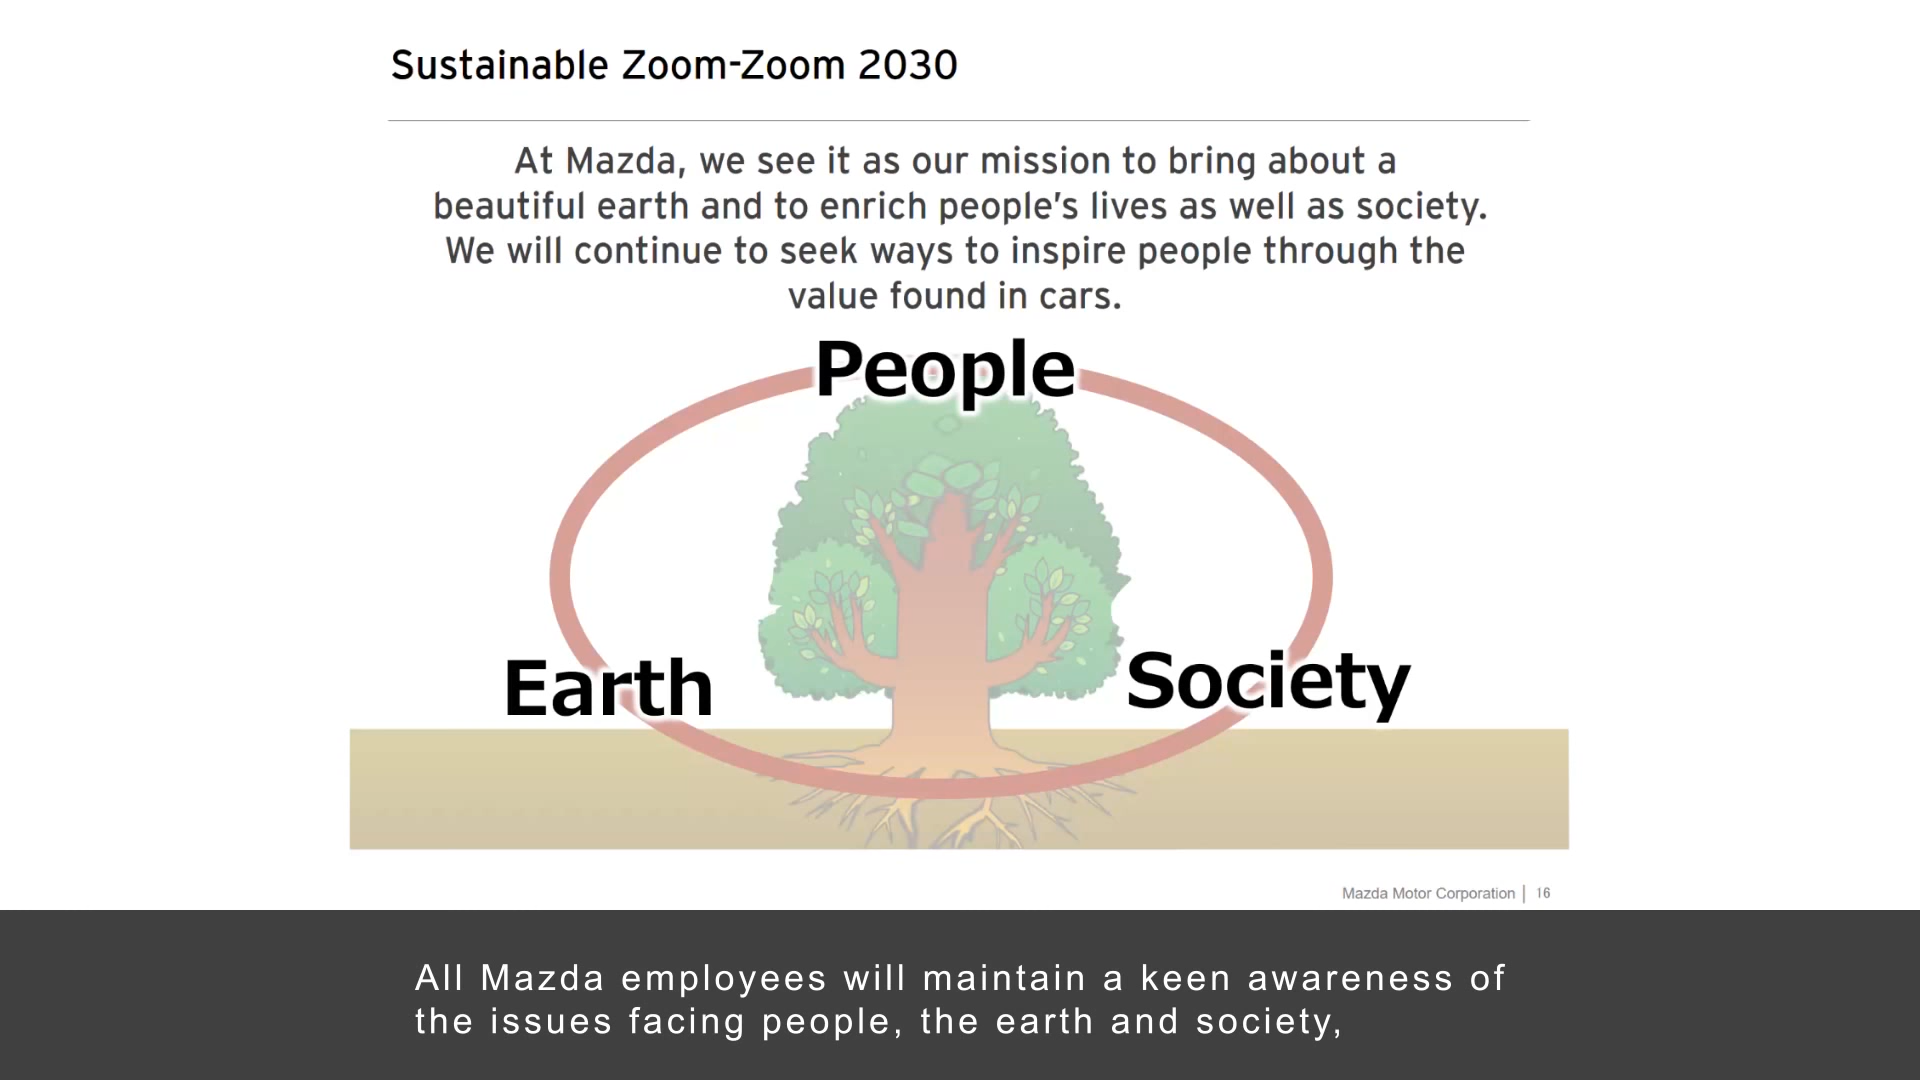 Sustainable Zoom-Zoom 2030
At Mazda, we see it as our mission to bring about a
beautiful earth and to enrich people's lives as well as society.
We will continue to seek ways to inspire people through the
value found in cars.
People
Earth
Society
Mazda Motor Corporation | 16
All Mazda employees will maintain a keen awareness of
the issues facing people, the earth and society,